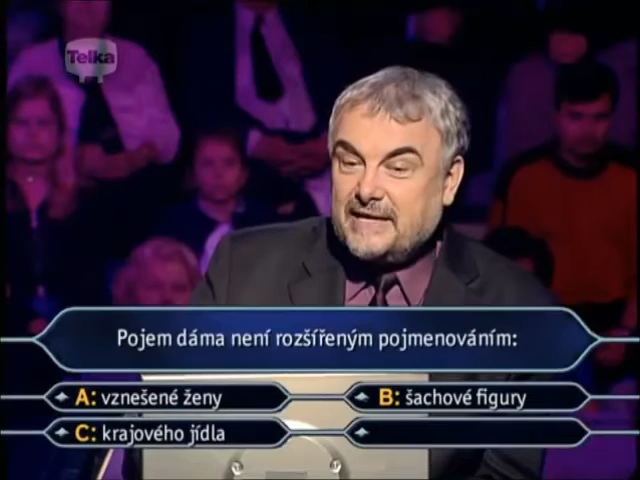 Telka
Pojem dáma není rozšířeným pojmenováním:
A: vznešené ženy
B: šachové figury
C: krajového jídla